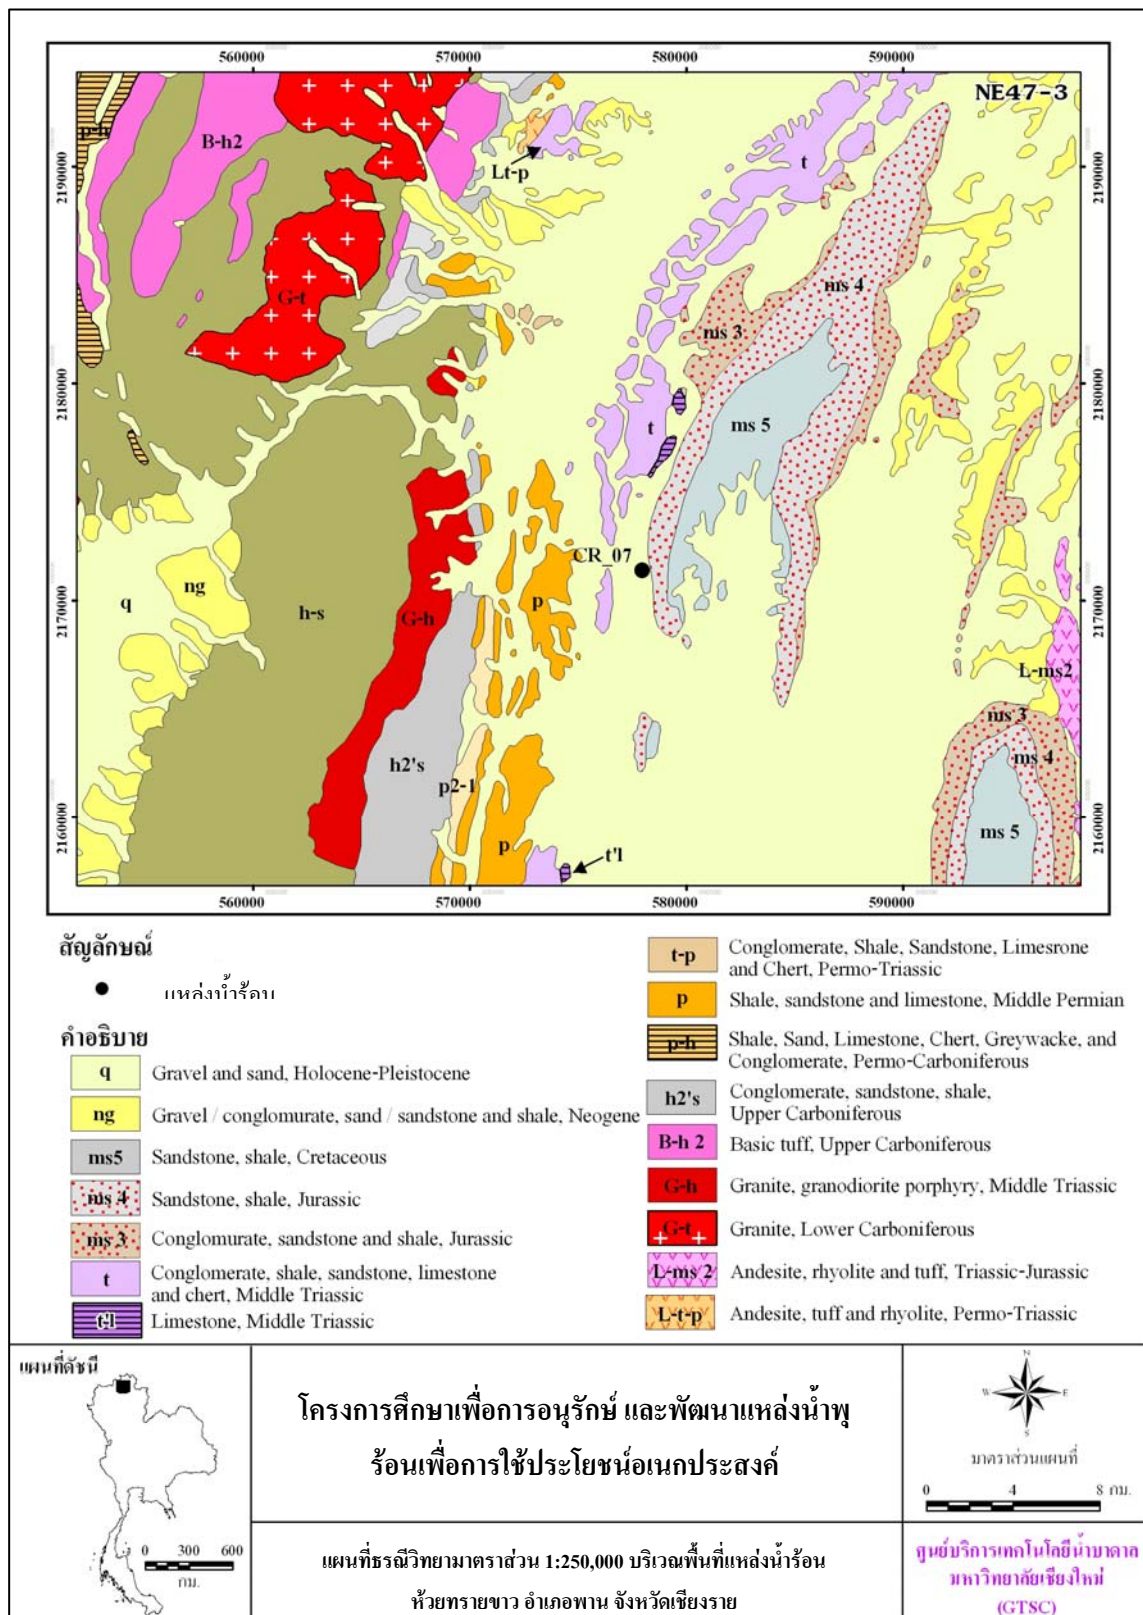 560000
570000
580000
590000
NE47-3
2190000
2190000
p-h
B-h2
Lt-p
t
G-t
ms 4
ms 3
2180000
2180000
t
ms 5
CR_07
ng
q
h-s
G-h
p
2170000
2170000
L-ms2
ms 3
h2's
p2-1
ms 4
2160000
2160000
ms 5
p
t'l
560000
570000
580000
590000
สัญลักษณ์
แหล่งน้ำร้อน
คำอธิบาย
q Gravel and sand, Holocene-Pleistocene
ng Gravel / conglomurate, sand / sandstone and shale, Neogene
ms5 Sandstone, shale, Cretaceous
ms 4 Sandstone, shale, Jurassic
ms 3 Conglomurate, sandstone and shale, Jurassic
t Conglomerate, shale, sandstone, limestone
and chert, Middle Triassic
t'l Limestone, Middle Triassic
t-p Conglomerate, Shale, Sandstone, Limesrone
and Chert, Permo-Triassic
p Shale, sandstone and limestone, Middle Permian
p-h Shale, Sand, Limestone, Chert, Greywacke, and
Conglomerate, Permo-Carboniferous
h2's Conglomerate, sandstone, shale,
Upper Carboniferous
B-h 2 Basic tuff, Upper Carboniferous
G-h Granite, granodiorite porphyry, Middle Triassic
G-t Granite, Lower Carboniferous
L-ms 2 Andesite, rhyolite and tuff, Triassic-Jurassic
L-t-p Andesite, tuff and rhyolite, Permo-Triassic
แผนที่ดัชนี
0 300 600
กม.
โครงการศึกษาเพื่อการอนุรักษ์ และพัฒนาแหล่งน้ำพุ
ร้อนเพื่อการใช้ประโยชน์อเนกประสงค์
แผนที่ธรณีวิทยามาตราส่วน 1:250,000 บริเวณพื้นที่แหล่งน้ำร้อน
ห้วยทรายขาว อำเภอพาน จังหวัดเชียงราย
N
W E
S
มาตราส่วนแผนที่
0 4 8 กม.
ศูนย์บริการเทคโนโลยีน้ำบาดาล
มหาวิทยาลัยเชียงใหม่
(GTSC)